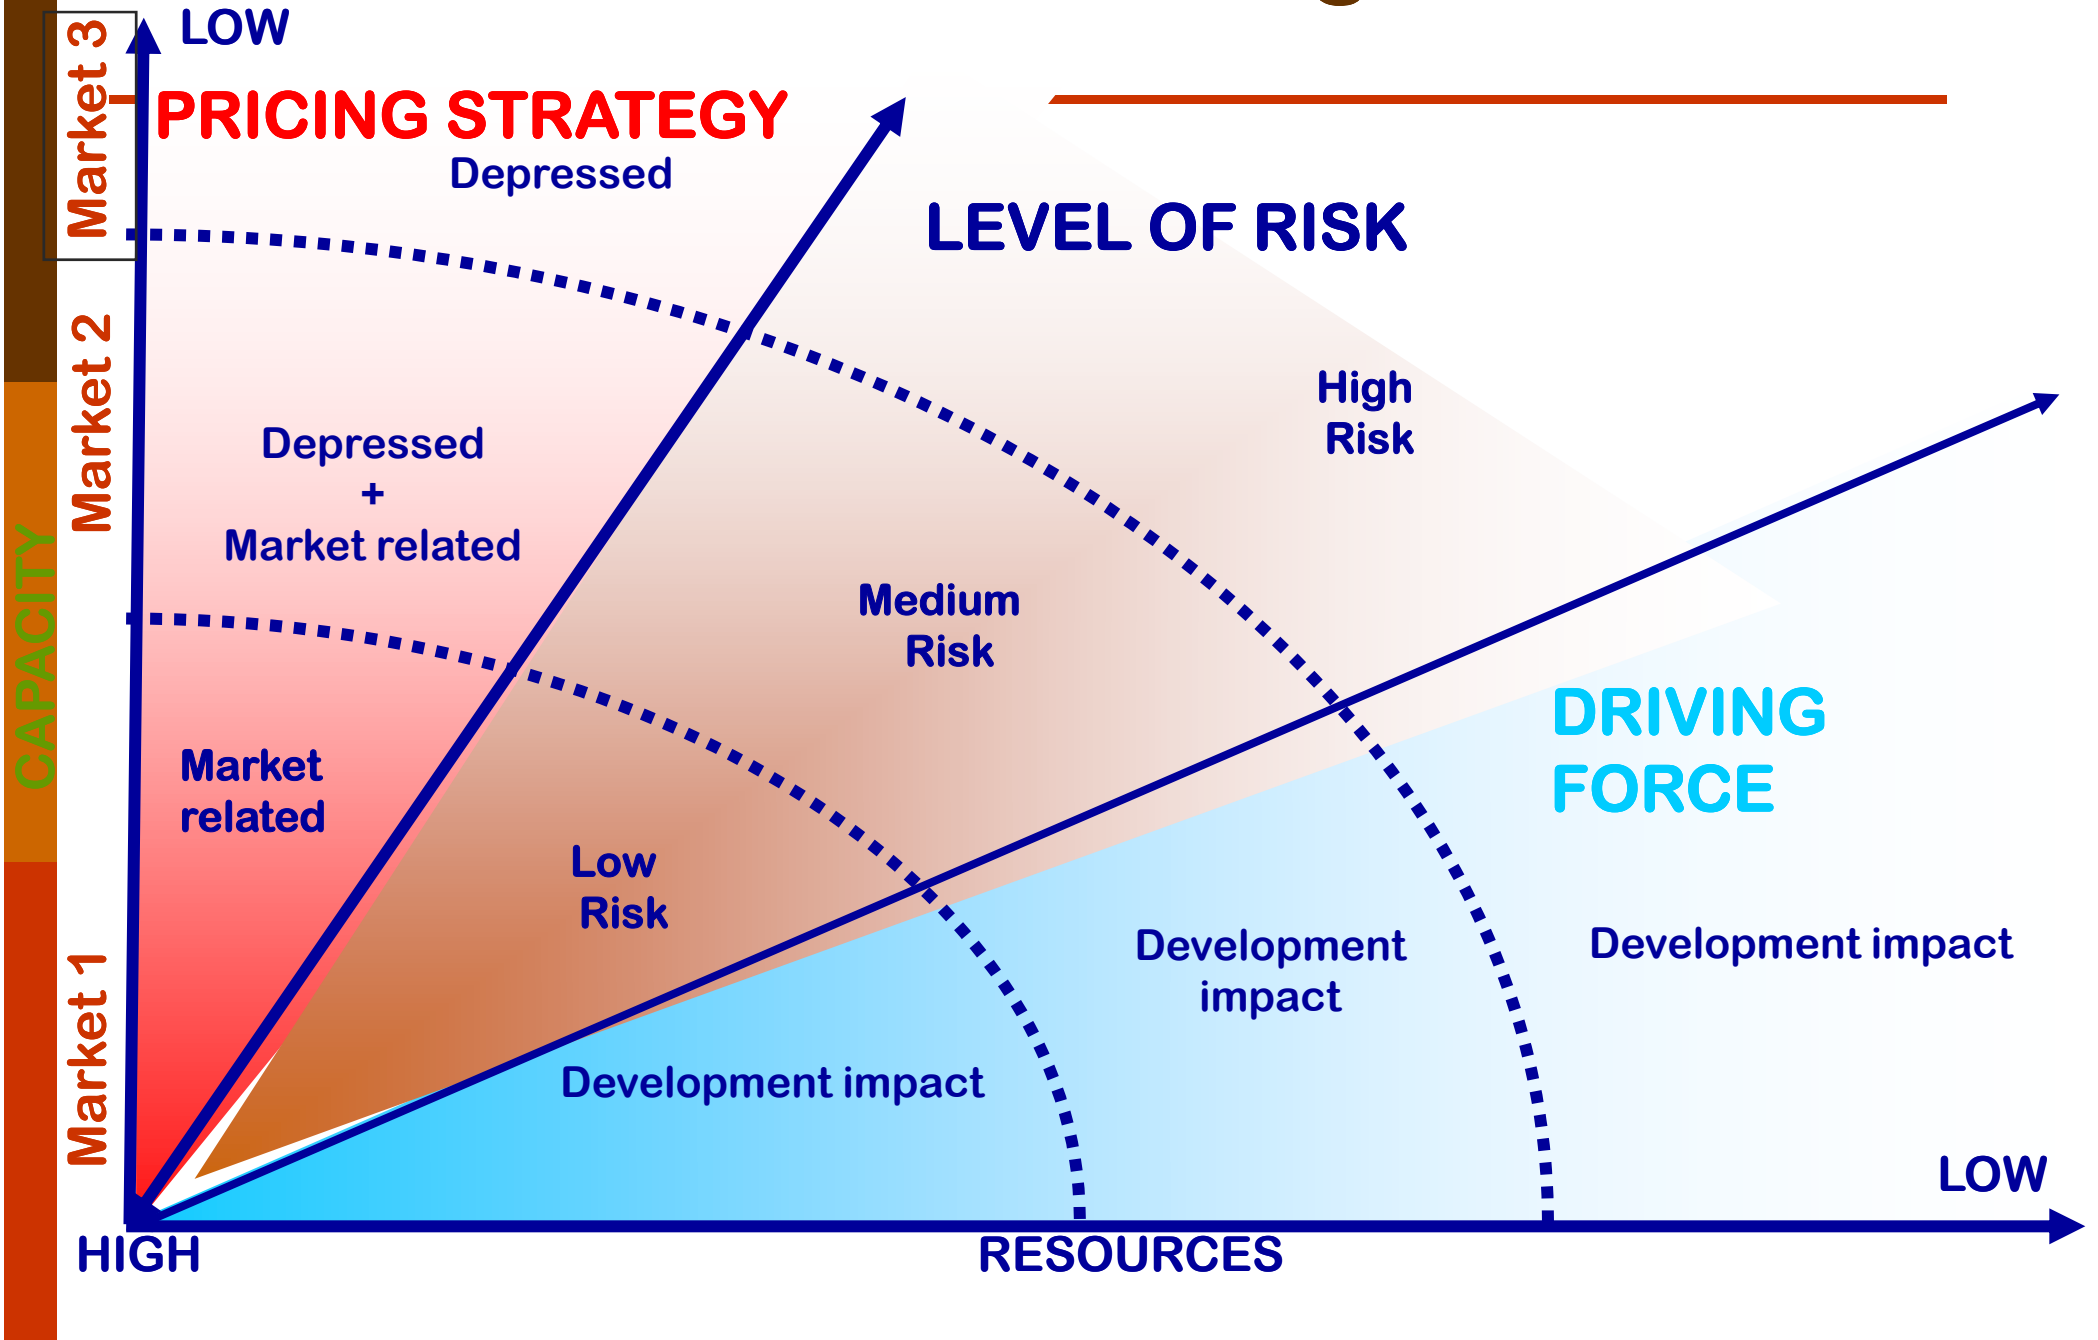 LOW
Market 3
PRICING STRATEGY
Depressed
LEVEL OF RISK
Market 2
High
Risk
Depressed
+
Market related
CAPACITY
Medium
Risk
DRIVING
FORCE
Market
related
Low
Risk
Market 1
Development
impact
Development impact
Development impact
LOW
HIGH
RESOURCES